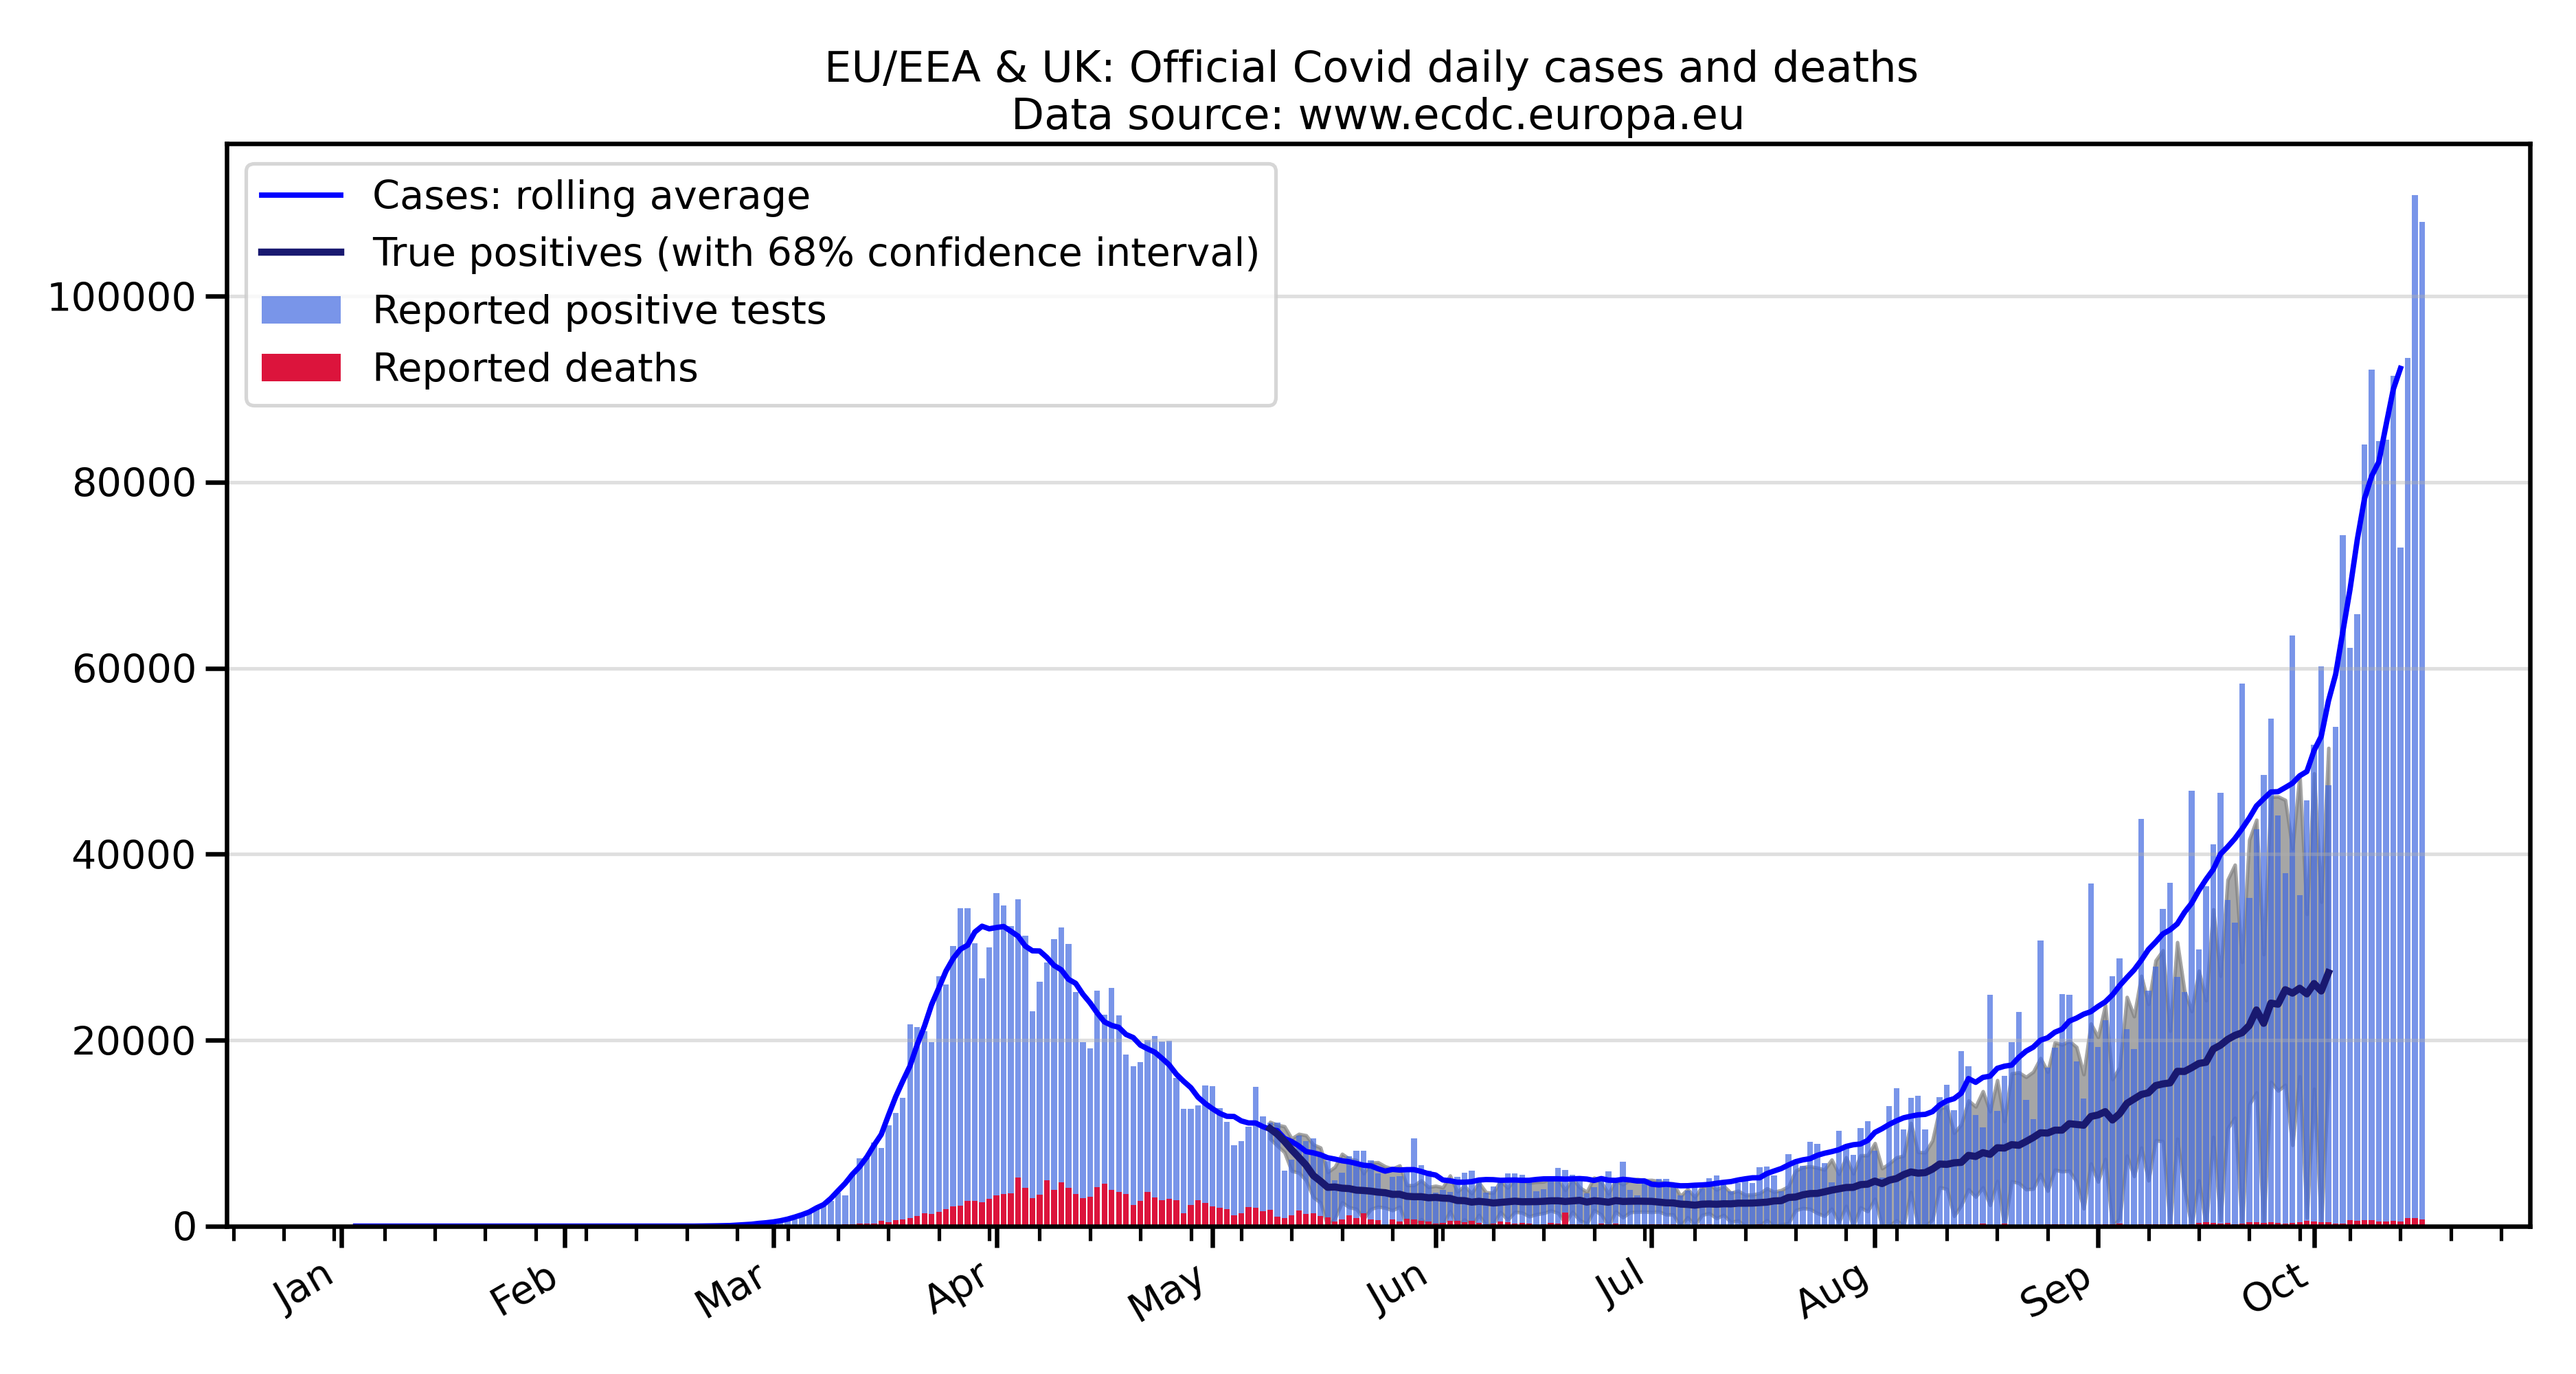 EU/EEA & UK: Official Covid daily cases and deaths
Data source: www.ecdc.europa.eu
Cases: rolling average
True positives (with 68% confidence interval)
Reported positive tests
Reported deaths
100000
80000
60000
40000
20000
0
Jan
Feb
Mar
Apr
May
Jun
Jul
Aug
Sep
Oct